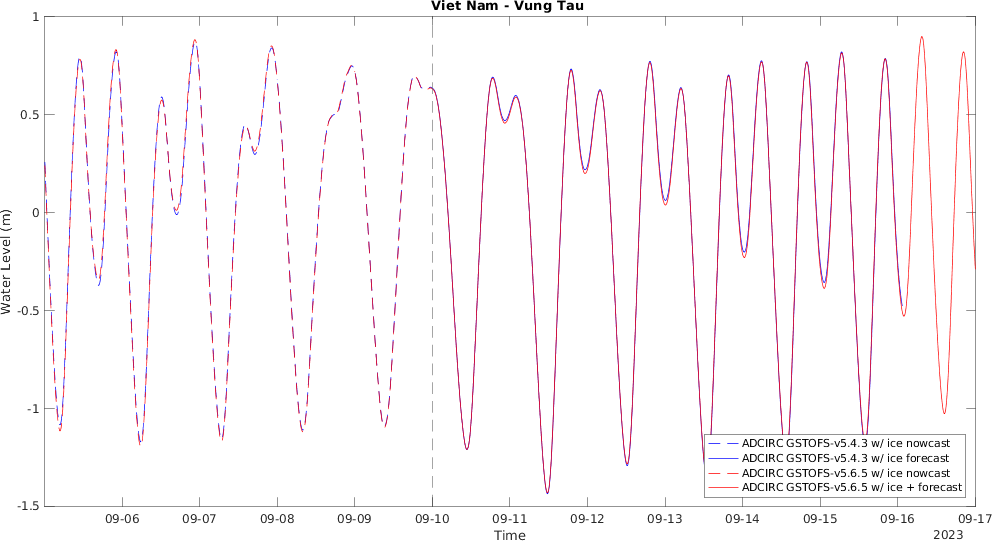 Viet Nam - Vung Tau
1
0.5
0
-0.5
-1
-1.5
Water Level (m)
09-06 09-07 09-08 09-09 09-10 09-11 09-12 09-13 09-14 09-15 09-16 09-17
Time
2023
ADCIRC GSTOFS-v5.4.3 w/ ice nowcast
ADCIRC GSTOFS-v5.4.3 w/ ice forecast
ADCIRC GSTOFS-v5.6.5 w/ ice nowcast
ADCIRC GSTOFS-v5.6.5 w/ ice + forecast